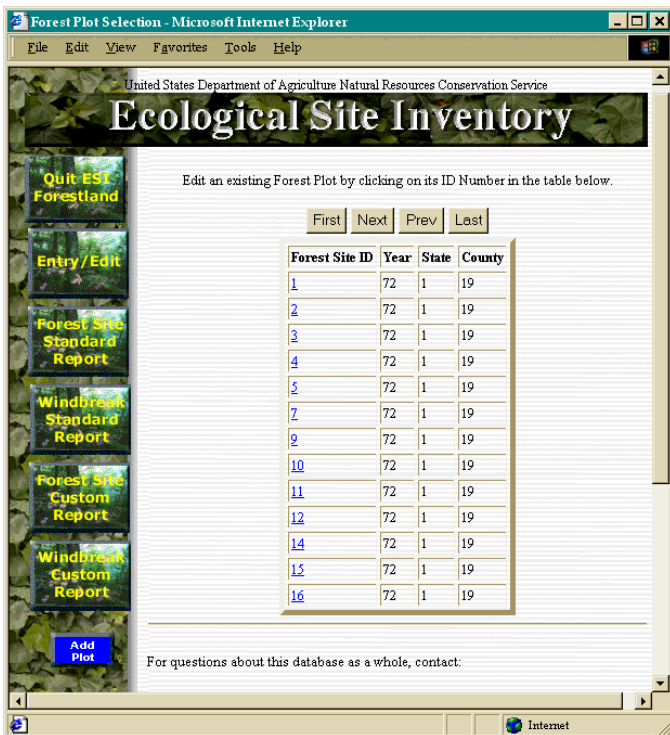 Forest Plot Selection - Microsoft Internet Explorer
File Edit View Favorites Tools Help
United States Department of Agriculture Natural Resources Conservation Service
Ecological Site Inventory
Quit ESI
Forestland
Entry/Edit
Forest Site
Standard
Report
Windbreak
Standard
Report
Forest Site
Custom
Report
Windbreak
Custom
Report
Add
Plot
Edit an existing Forest Plot by clicking on its ID Number in the table below.
First Next Prev Last
Forest Site ID Year State County
1 72 1 19
2 72 1 19
3 72 1 19
4 72 1 19
5 72 1 19
7 72 1 19
9 72 1 19
10 72 1 19
11 72 1 19
12 72 1 19
14 72 1 19
15 72 1 19
16 72 1 19
For questions about this database as a whole, contact:
Internet